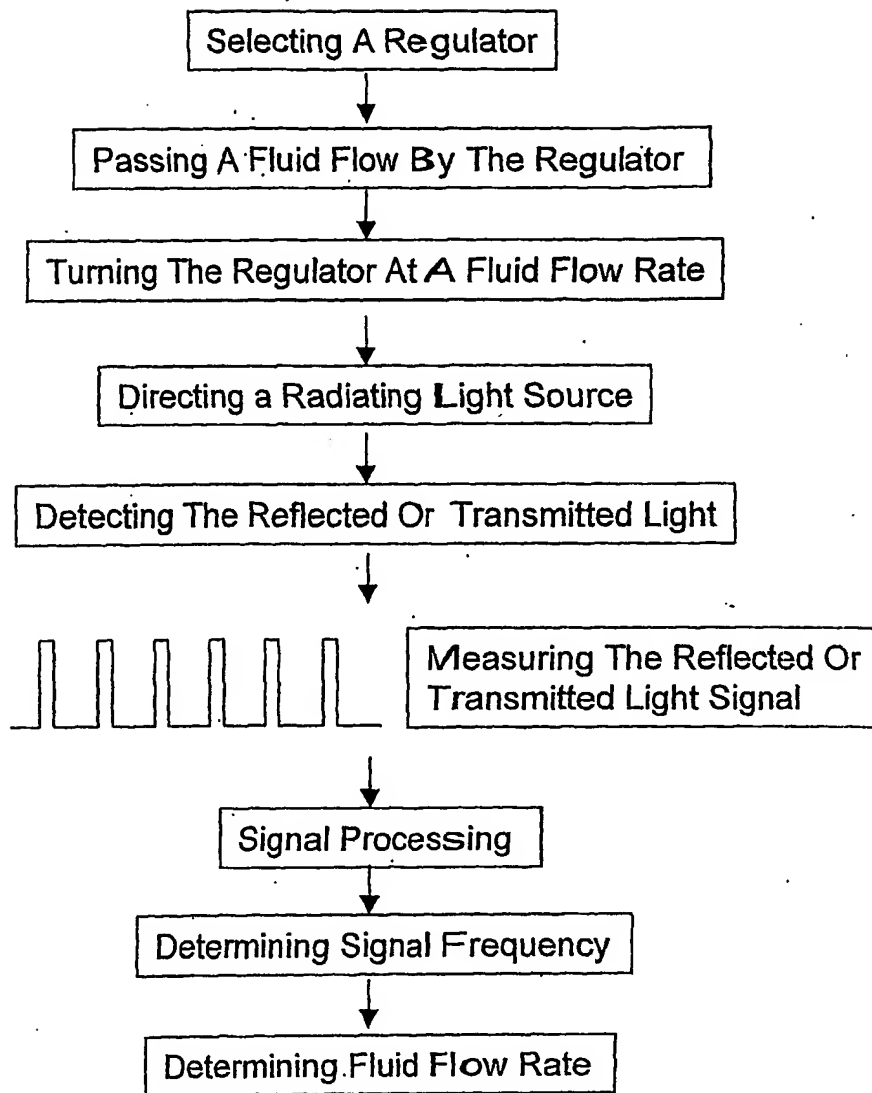 Selecting A Regulator
Passing A Fluid Flow By The Regulator
Turning The Regulator At A Fluid Flow Rate
Directing a Radiating Light Source
Detecting The Reflected Or Transmitted Light
Measuring The Reflected Or
Transmitted Light Signal
Signal Processing
Determining Signal Frequency
Determining Fluid Flow Rate